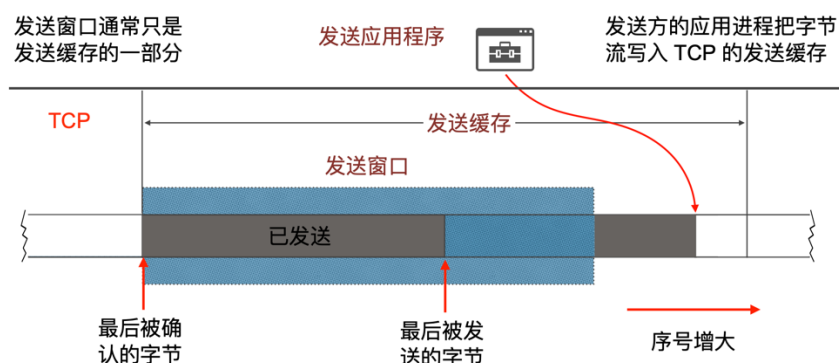 发送窗口通常只是
发送缓存的一部分
发送应用程序
发送方的应用进程把字节
流写入 TCP 的发送缓存
TCP
发送缓存
发送窗口
已发送
最后被确
认的字节
最后被发
送的字节
序号增大